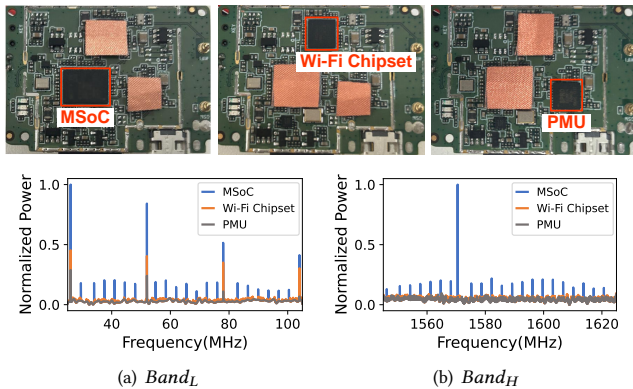 MSoC
Wi-Fi Chipset
PMU
Normalized Power
1.0
0.5
0.0
MSoC
Wi-Fi Chipset
PMU
40
60
80
100
Frequency(MHz)
(a) Band_L
1.0
0.5
0.0
Normalized Power
MSoC
Wi-Fi Chipset
PMU
1560
1580
1600
1620
Frequency(MHz)
(b) Band_H